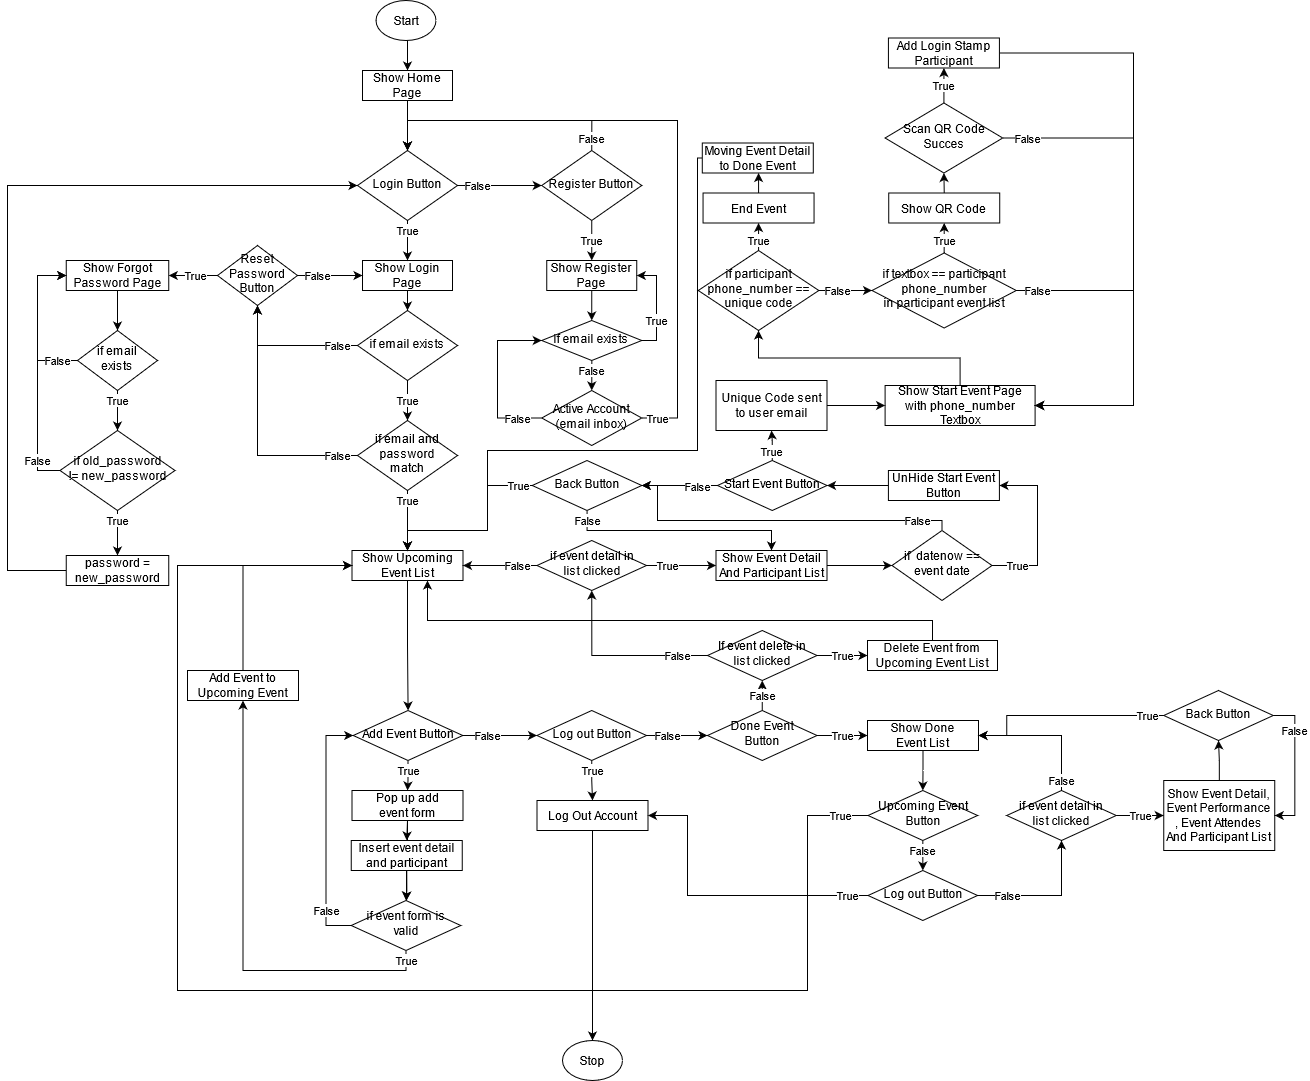 Start
Show Home
Page
Login Button
False
Register Button
False
True
True
Show Login
Page
Reset
Password
Button
True
False
Show Forgot
Password Page
if email
exists
False
True
if old_password
!= new_password
False
True
password =
new_password
if email exists
False
True
if email and
password
match
False
True
Show Register
Page
if email exists
True
False
Active Account
(email inbox)
False
True
Add Login Stamp
Participant
True
Scan QR Code
Succes
False
Show QR Code
True
if textbox == participant
phone_number
in participant event list
False
Moving Event Detail
to Done Event
End Event
True
if participant
phone_number ==
unique code
False
Show Start Event Page
with phone_number
Textbox
Unique Code sent
to user email
True
Start Event Button
False
UnHide Start Event
Button
Back Button
True
False
False
if datenow ==
event date
True
Show Event Detail
And Participant List
if event detail in
list clicked
False
True
Show Upcoming
Event List
If event delete in
list clicked
False
True
Delete Event from
Upcoming Event List
False
Add Event to
Upcoming Event
Add Event Button
False
True
Log out Button
False
True
Done Event
Button
True
Show Done
Event List
Pop up add
event form
Insert event detail
and participant
if event form is
valid
False
True
Log Out Account
Upcoming Event
Button
True
False
Log out Button
True
False
if event detail in
list clicked
False
True
Show Event Detail,
Event Performance
, Event Attendes
And Participant List
Back Button
True
False
Stop